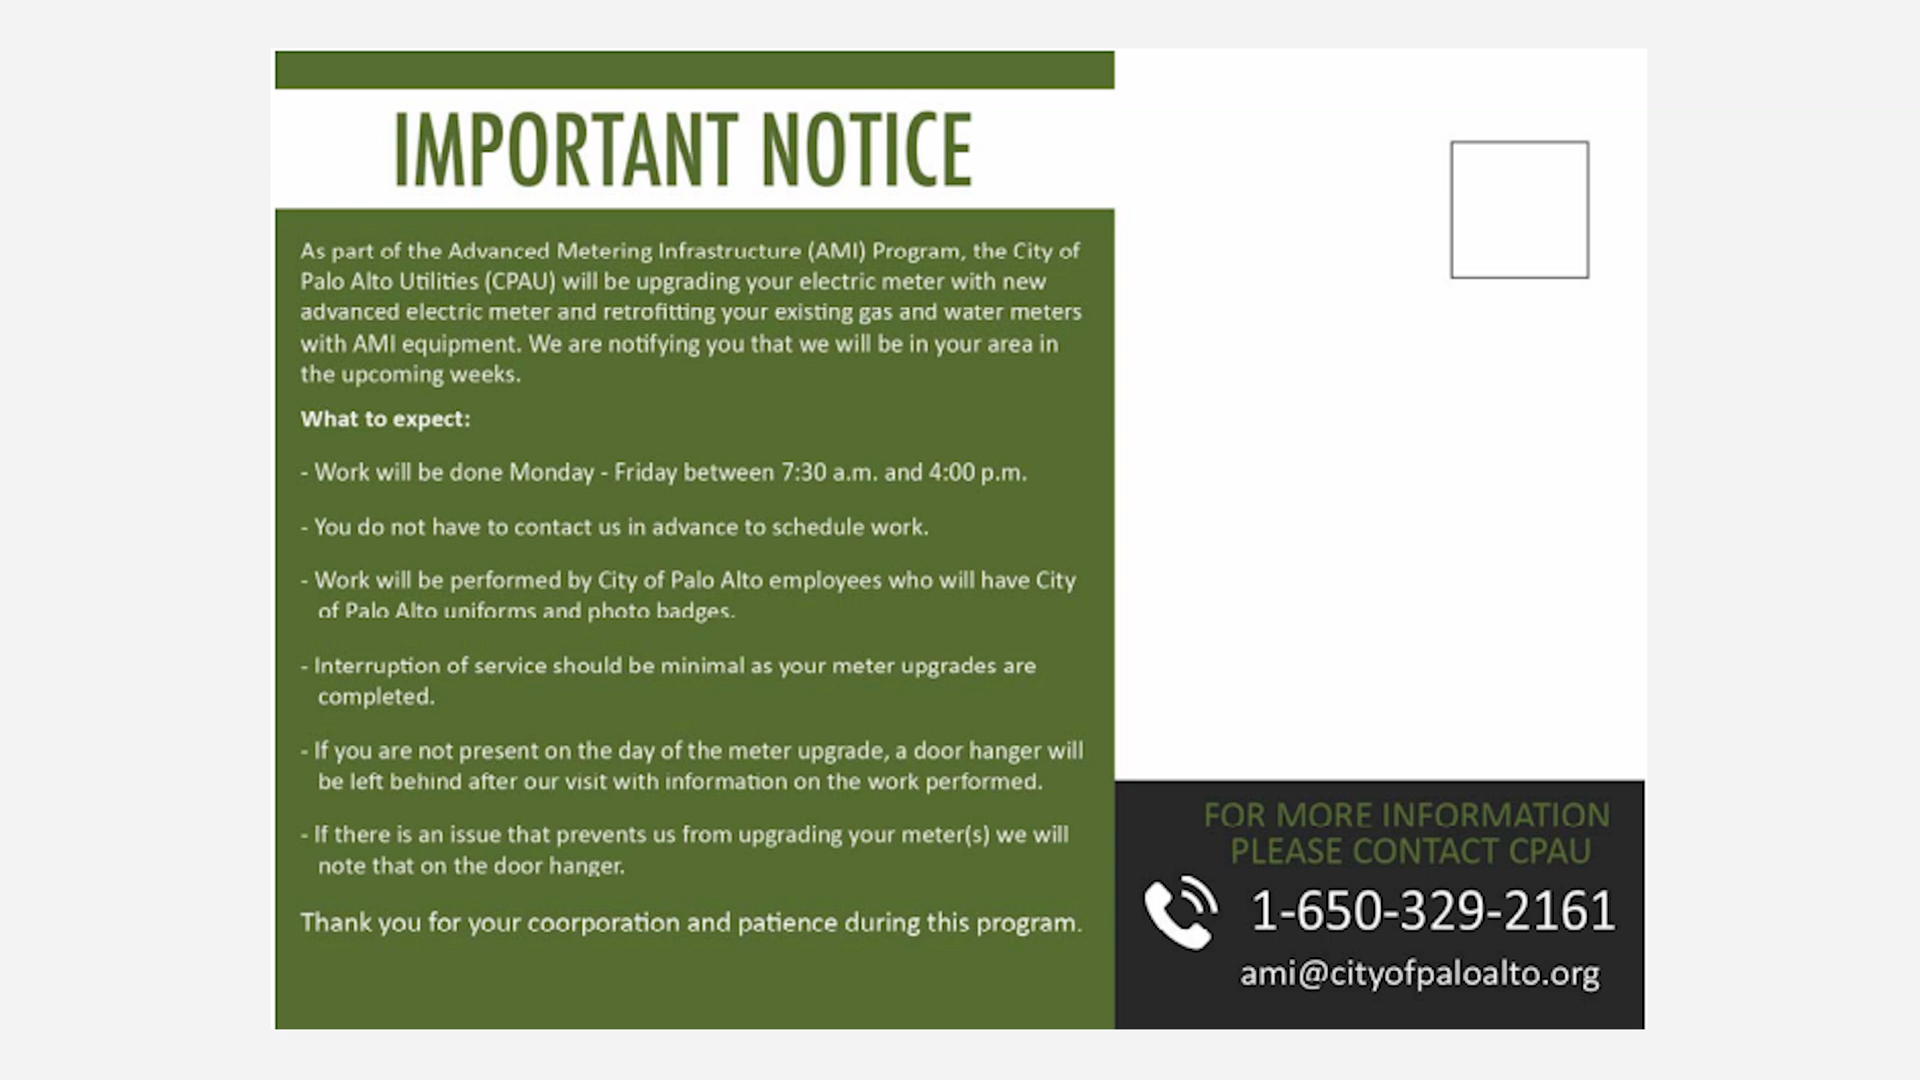 IMPORTANT NOTICE
As part of the Advanced Metering Infrastructure (AMI) Program, the City of
Palo Alto Utilities (CPAU) will be upgrading your electric meter with new
advanced electric meter and retrofitting your existing gas and water meters
with AMI equipment. We are notifying you that we will be in your area in
the upcoming weeks.
What to expect:
- Work will be done Monday - Friday between 7:30 a.m. and 4:00 p.m.
- You do not have to contact us in advance to schedule work.
- Work will be performed by City of Palo Alto employees who will have City
of Palo Alto uniforms and photo badges.
- Interruption of service should be minimal as your meter upgrades are
completed.
- If you are not present on the day of the meter upgrade, a door hanger will
be left behind after our visit with information on the work performed.
- If there is an issue that prevents us from upgrading your meter(s) we will
note that on the door hanger.
Thank you for your coorporation and patience during this program.
FOR MORE INFORMATION
PLEASE CONTACT CPAU
1-650-329-2161
ami@cityofpaloalto.org